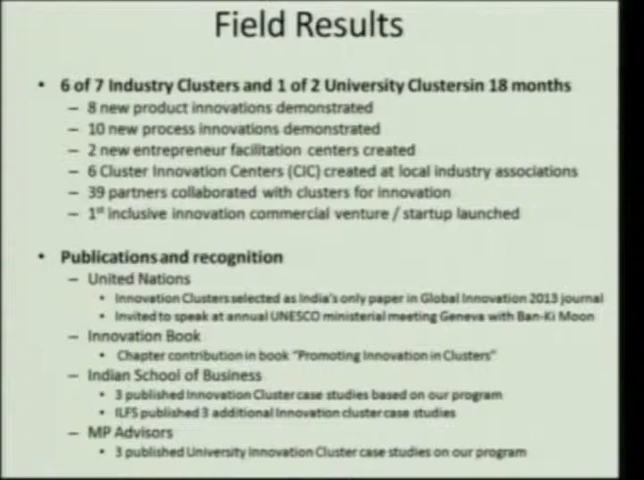 Field Results
• 6 of 7 Industry Clusters and 1 of 2 University Clustersin 18 months
– 8 new product innovations demonstrated
– 10 new process innovations demonstrated
– 2 new entrepreneur facilitation centers created
– 6 Cluster Innovation Centers (CIC) created at local industry associations
– 39 partners collaborated with clusters for innovation
– 1st inclusive innovation commercial venture / startup launched
• Publications and recognition
– United Nations
• Innovation Clusters selected as India's only paper in Global Innovation 2013 journal
• Invited to speak at annual UNESCO ministerial meeting Geneva with Ban-Ki Moon
– Innovation Book
• Chapter contribution in book "Promoting Innovation in Clusters"
– Indian School of Business
• 3 published Innovation Cluster case studies based on our program
• ILFS published 3 additional Innovation cluster case studies
– MP Advisors
• 3 published University Innovation Cluster case studies on our program